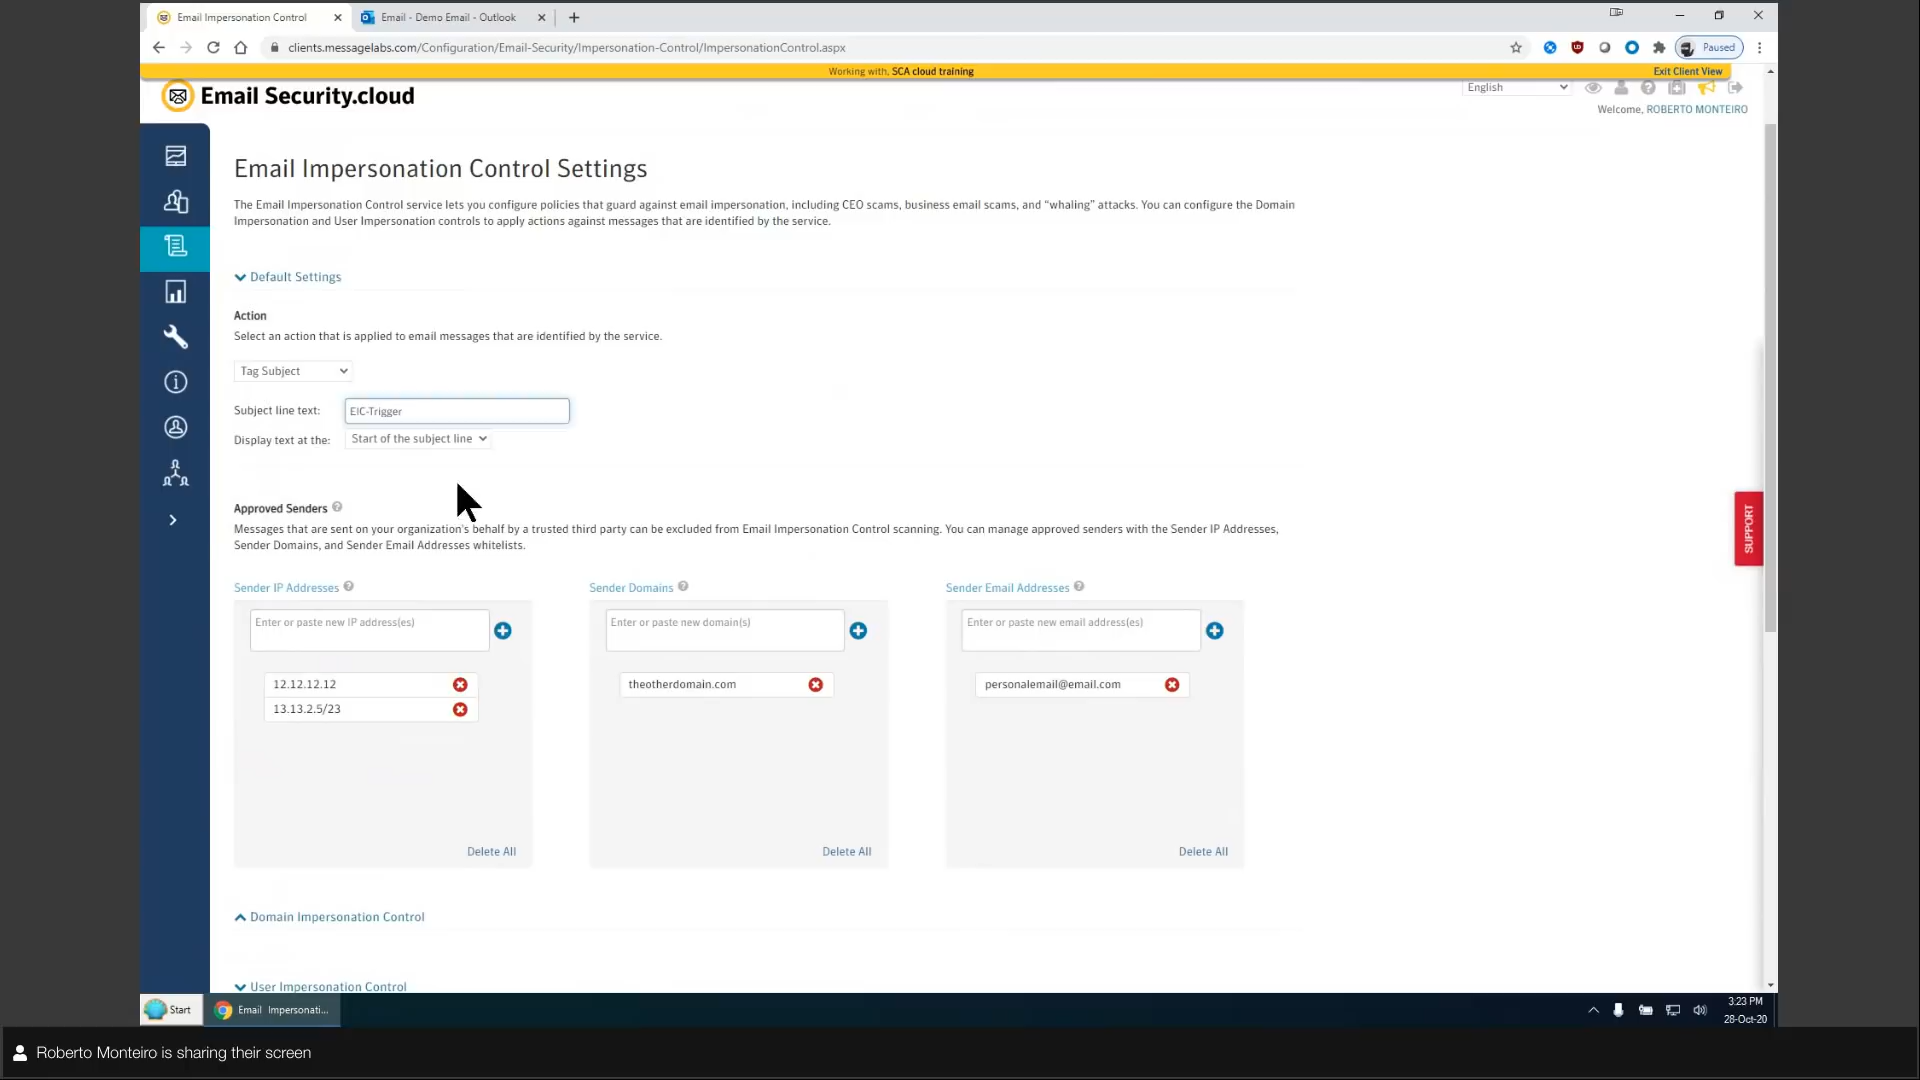 Email Impersonation Control
Email - Demo Email - Outlook
clients.messagelabs.com/Configuration/Email-Security/Impersonation-Control/ImpersonationControl.aspx
Paused
Working with, SCA cloud training
Exit Client View
Email Security.cloud
English
Welcome, ROBERTO MONTEIRO
Email Impersonation Control Settings
The Email Impersonation Control service lets you configure policies that guard against email impersonation, including CEO scams, business email scams, and “whaling” attacks. You can configure the Domain
Impersonation and User Impersonation controls to apply actions against messages that are identified by the service.
Default Settings
Action
Select an action that is applied to email messages that are identified by the service.
Tag Subject
Subject line text:
EIC-Trigger
Display text at the:
Start of the subject line
Approved Senders
Messages that are sent on your organization's behalf by a trusted third party can be excluded from Email Impersonation Control scanning. You can manage approved senders with the Sender IP Addresses,
Sender Domains, and Sender Email Addresses whitelists.
Sender IP Addresses
Sender Domains
Sender Email Addresses
Enter or paste new IP address(es)
Enter or paste new domain(s)
Enter or paste new email address(es)
12.12.12.12
theotherdomain.com
personalemail@email.com
13.13.2.5/23
Delete All
Delete All
Delete All
SUPPORT
Domain Impersonation Control
User Impersonation Control
Start
Email Impersonati...
3:23 PM
28-Oct-20
Roberto Monteiro is sharing their screen